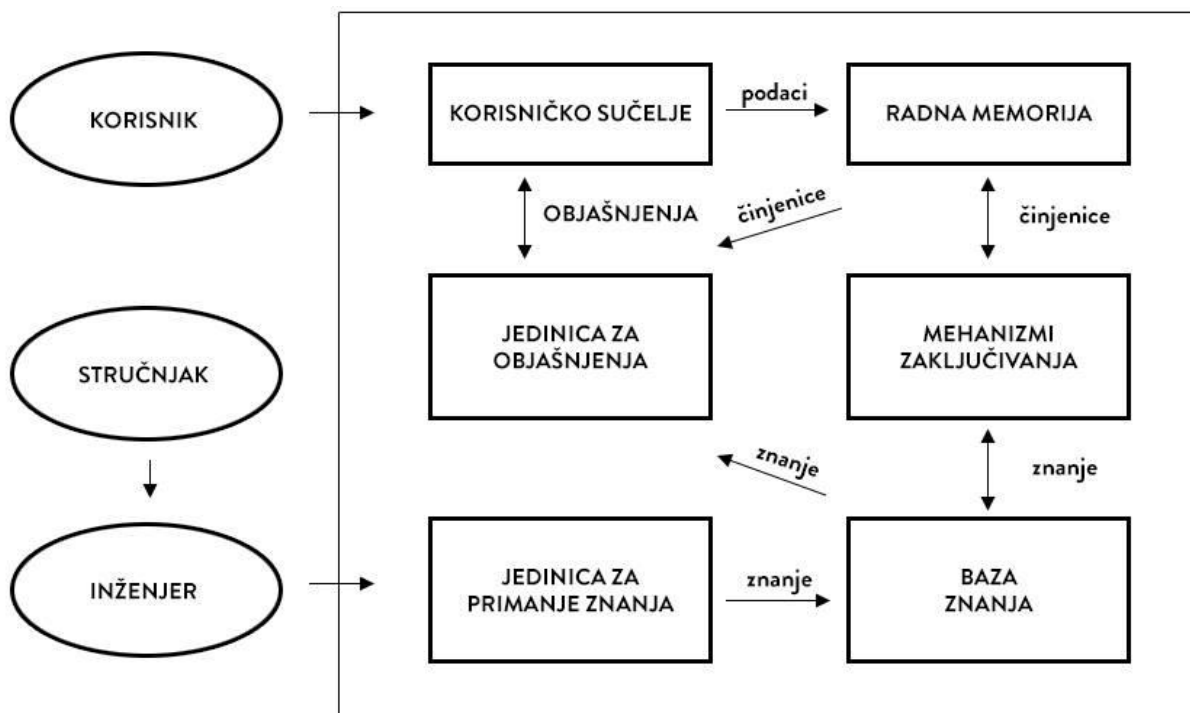 KORISNIK
KORISNIČKO SUČELJE
podaci
RADNA MEMORIJA
OBJAŠNJENJA
činjenice
činjenice
STRUČNJAK
JEDINICA ZA
OBJAŠNJENJA
MEHANIZMI
ZAKLJUČIVANJA
znanje
znanje
INŽENJER
JEDINICA ZA
PRIMANJE ZNANJA
znanje
BAZA
ZNANJA